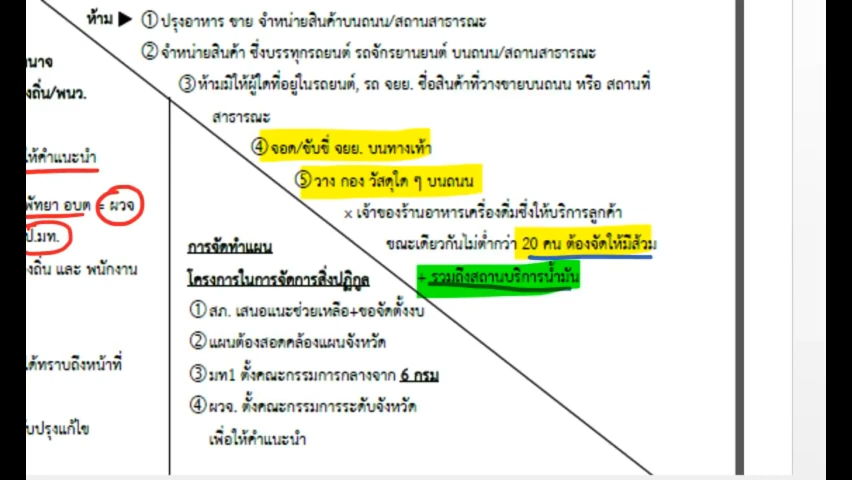 ห้าม ▶ ① ปรุงอาหาร ขาย จำหน่ายสินค้าบนถนน/สถานสาธารณะ
② จำหน่ายสินค้า ซึ่งบรรทุกรถยนต์ รถจักรยานยนต์ บนถนน/สถานสาธารณะ
③ ห้ามมิให้ผู้ใดที่อยู่ในรถยนต์, รถ จยย. ซื่อสินค้าที่วางขายบนถนน หรือ สถานที่
สาธารณะ
④ จอด/ขับขี่ จยย. บนทางเท้า
⑤ วาง กอง วัสดุใด ๆ บนถนน
x เจ้าของร้านอาหารเครื่องดื่มซึ่งให้บริการลูกค้า
ขณะเดียวกันไม่ต่ำกว่า 20 คน ต้องจัดให้มีส้วม
+ รวมถึงสถานบริการน้ำมัน
นาจ
ถิ่น/พนว.
ให้คำแนะนำ
พัทยา อบต = ผวจ
ป.มท.
ถิ่น และ พนักงาน
ได้ทราบถึงหน้าที่
ปรุงแก้ไข
การจัดทำแผน
โครงการในการจัดการสิ่งปฏิกูล
① สภ. เสนอแนะช่วยเหลือ+ขอจัดตั้งงบ
② แผนต้องสอดคล้องแผนจังหวัด
③ มท1 ตั้งคณะกรรมการกลางจาก 6 กรม
④ ผวจ. ตั้งคณะกรรมการระดับจังหวัด
เพื่อให้คำแนะนำ